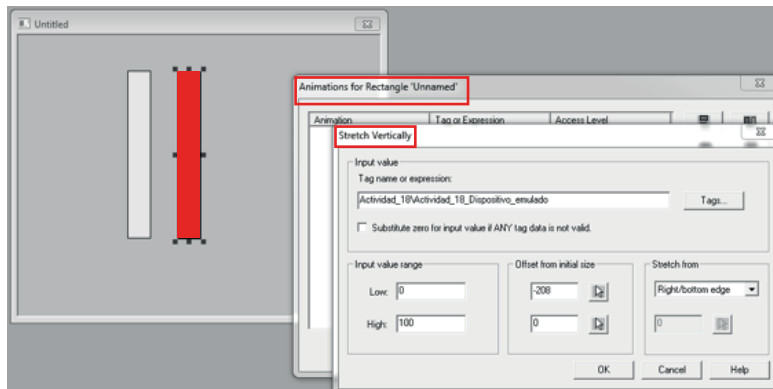 Untitled
Animations for Rectangle 'Unnamed'
Animation Tag or Expression Access Level
Stretch Vertically
Input value
Tag name or expression:
Actividad_18\Actividad_18_Dispositivo_emulado Tags...
Substitute zero for input value if ANY tag data is not valid.
Input value range Offset from initial size Stretch from
Low: 0 -208 Right/bottom edge
High: 100 0 0
OK Cancel Help